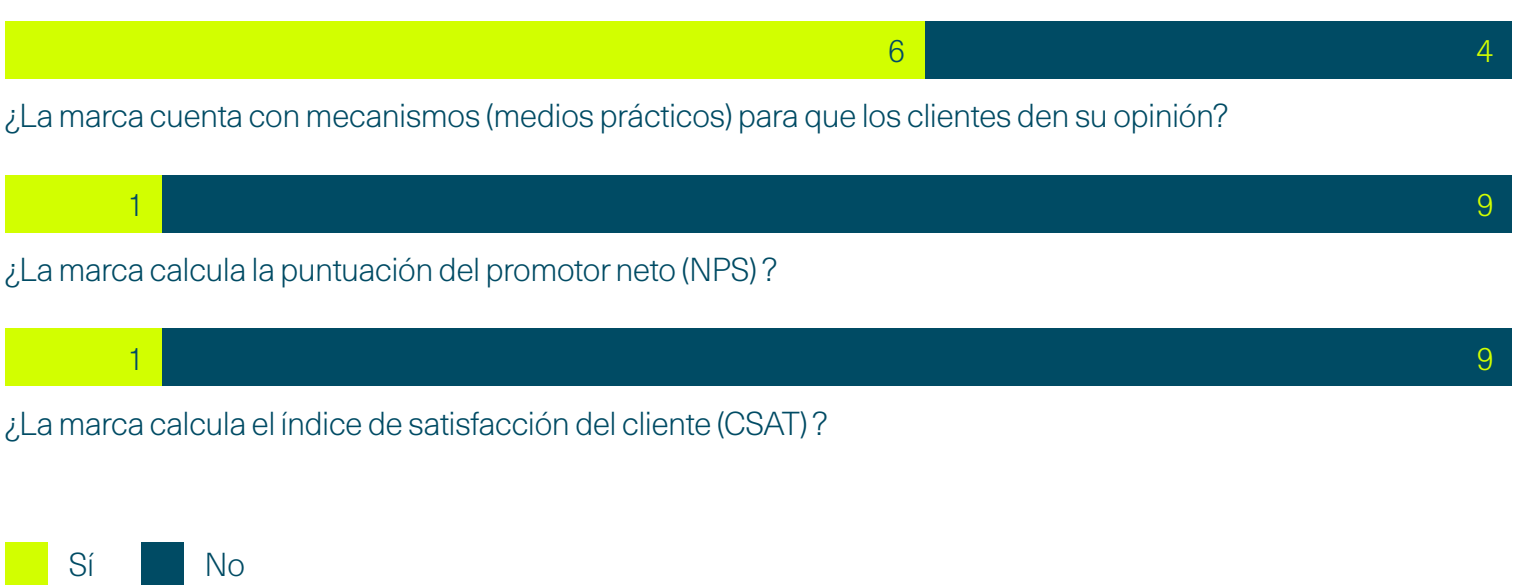 6 4
¿La marca cuenta con mecanismos (medios prácticos) para que los clientes den su opinión?
1 9
¿La marca calcula la puntuación del promotor neto (NPS)?
1 9
¿La marca calcula el índice de satisfacción del cliente (CSAT)?
Sí No